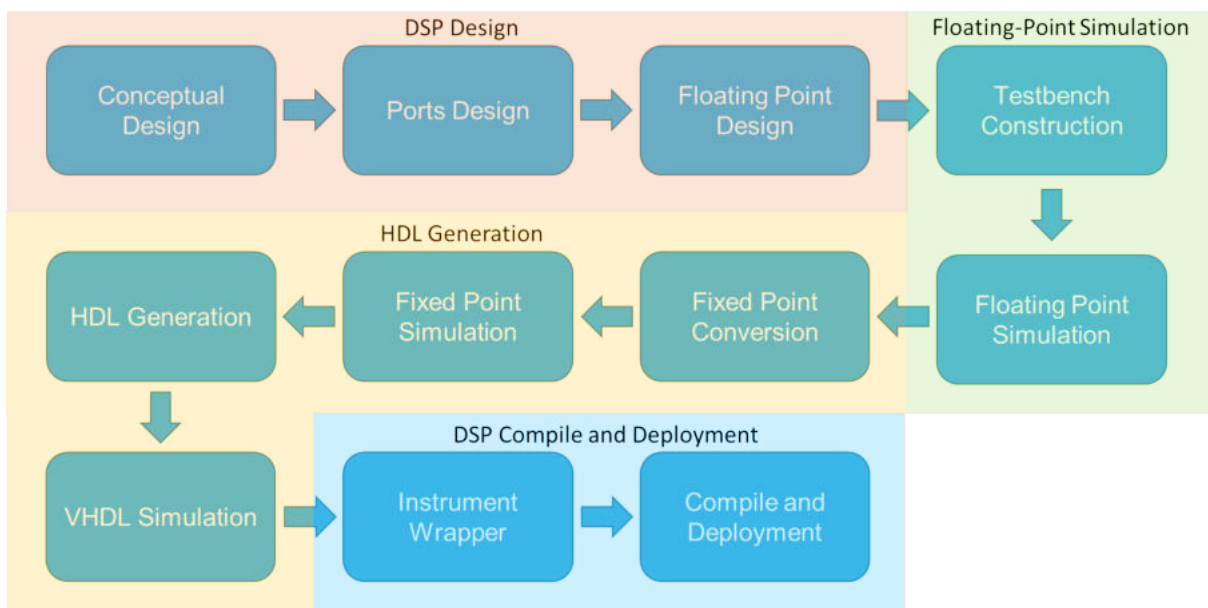 DSP Design
Floating-Point Simulation
Conceptual
Design
Ports Design
Floating Point
Design
Testbench
Construction
HDL Generation
HDL Generation
Fixed Point
Simulation
Fixed Point
Conversion
Floating Point
Simulation
DSP Compile and Deployment
VHDL Simulation
Instrument
Wrapper
Compile and
Deployment